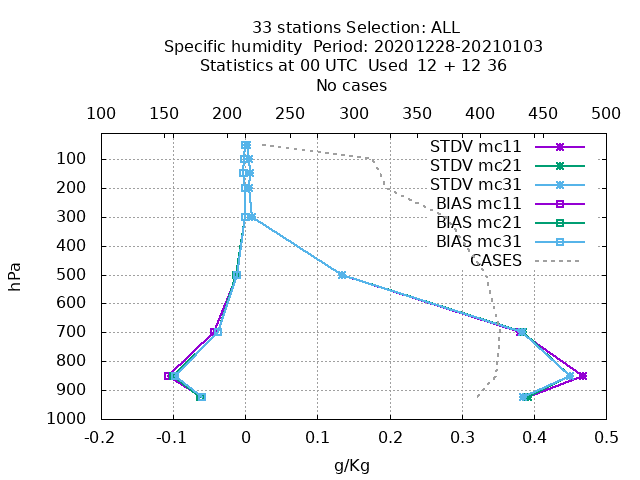 33 stations Selection: ALL
Specific humidity  Period: 20201228-20210103
Statistics at 00 UTC  Used  12 + 12 36
No cases
100 150 200 250 300 350 400 450 500
STDV mc11
STDV mc21
STDV mc31
BIAS mc11
BIAS mc21
BIAS mc31
CASES
hPa
100
200
300
400
500
600
700
800
900
1000
-0.2 -0.1 0 0.1 0.2 0.3 0.4 0.5
g/Kg